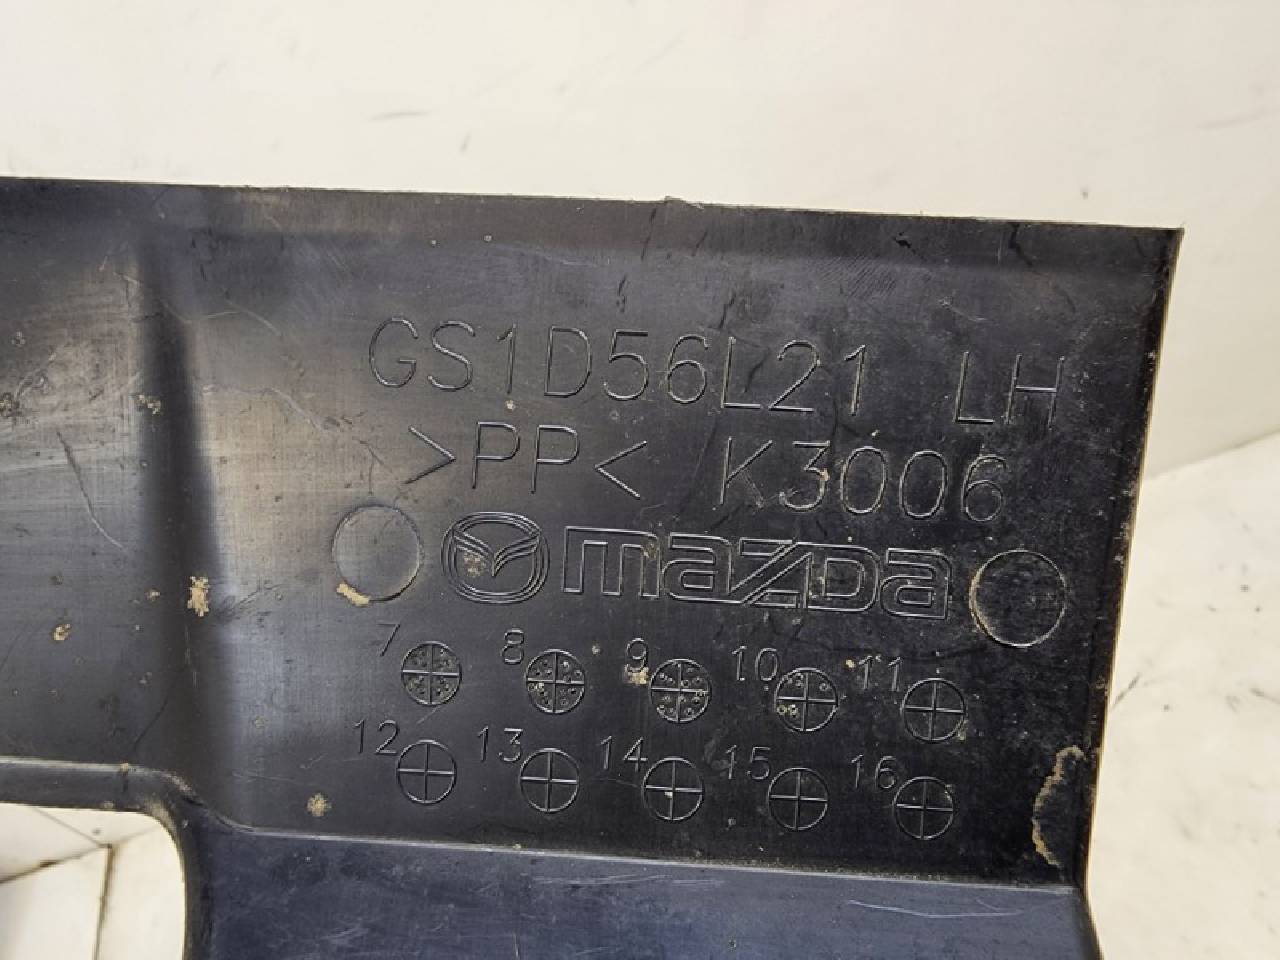 GS1D56L21 LH
>PP< K3006
mazda
7 8 9 10 11
12 13 14 15 16